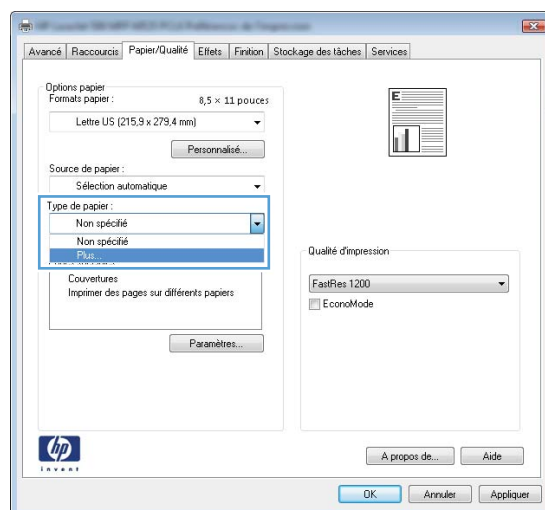 Avancé Raccourcis Papier/Qualité Effets Finition Stockage des tâches Services
Options papier
Formats papier : 8,5 × 11 pouces
Lettre US (215,9 x 279,4 mm)
Personnalisé...
Source de papier :
Sélection automatique
Type de papier :
Non spécifié
Non spécifié
Plus...
Couvertures
Imprimer des pages sur différents papiers
Paramètres...
E
Qualité d'impression
FastRes 1200
EconoMode
hp
invent
A propos de... Aide
OK Annuler Appliquer